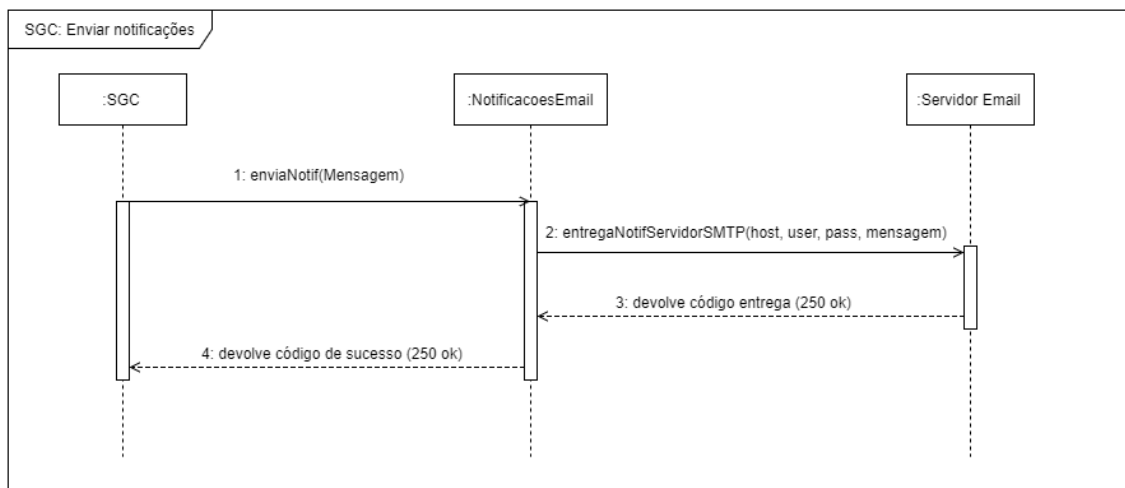 SGC: Enviar notificações
:SGC
:NotificacoesEmail
:Servidor Email
1: enviaNotif(Mensagem)
2: entregaNotifServidorSMTP(host, user, pass, mensagem)
3: devolve código entrega (250 ok)
4: devolve código de sucesso (250 ok)